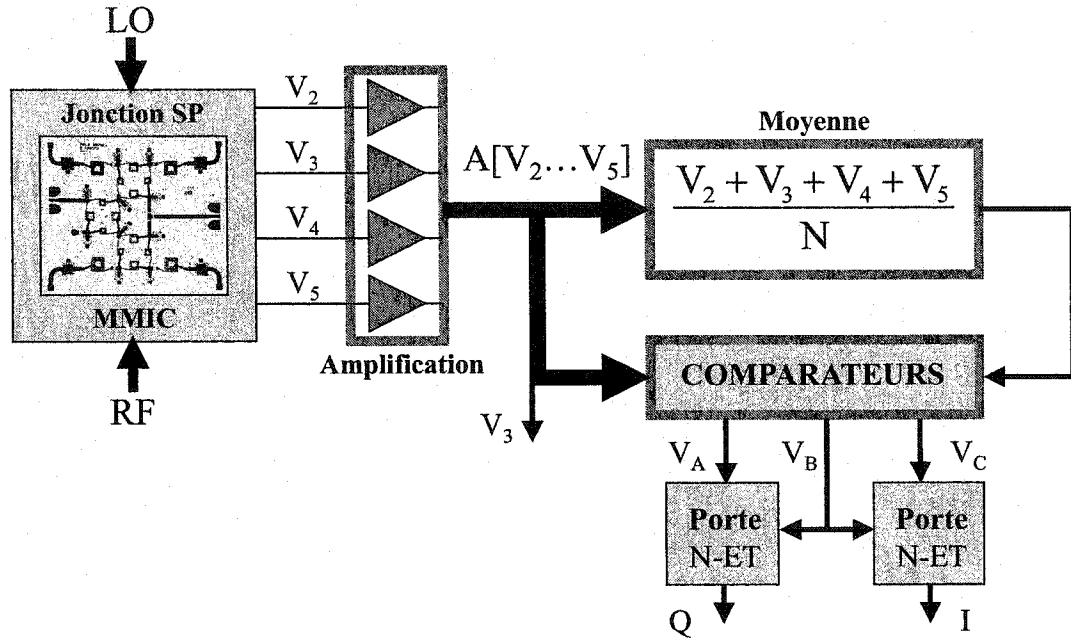 LO
Jonction SP
MMIC
RF
V2
V3
V4
V5
Amplification
A[V2...V5]
V3
Moyenne
V2 + V3 + V4 + V5
N
COMPARATEURS
VA
VB
VC
Porte
N-ET
Porte
N-ET
Q
I